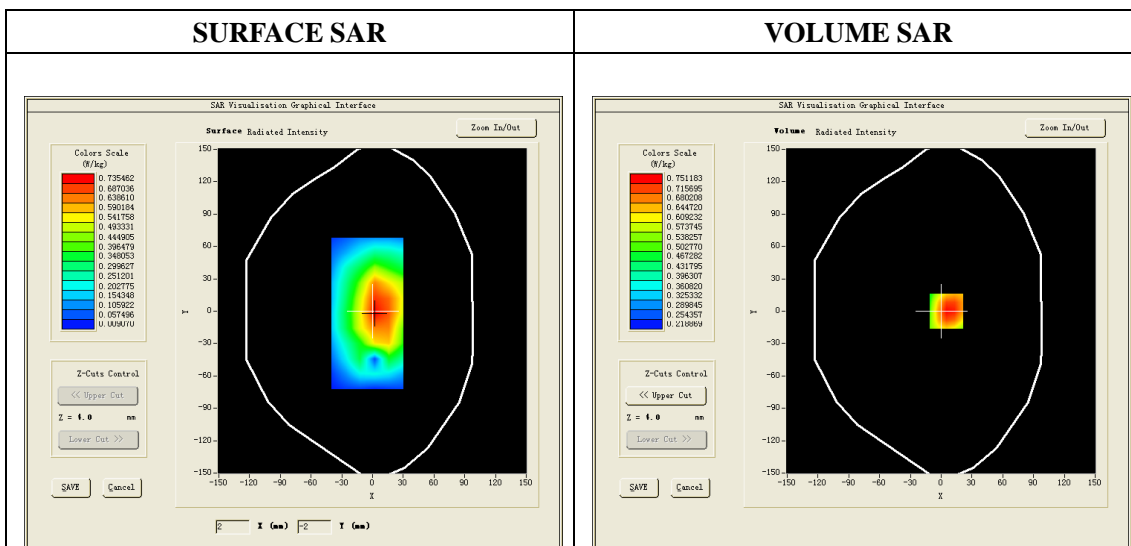 SURFACE SAR
VOLUME SAR
SAR Visualisation Graphical Interface
Surface Radiated Intensity
Zoom In/Out
Colors Scale
(W/kg)
0.735462
0.687036
0.638610
0.590184
0.541758
0.493331
0.444905
0.396479
0.348053
0.299627
0.251201
0.202775
0.154348
0.105922
0.057496
0.009070
150
120
90
60
30
0
-30
-60
-90
-120
-150
Y
-150 -120 -90 -60 -30 0 30 60 90 120 150
X
Z-Cuts Control
<< Upper Cut
Z = 4.0 mm
Lower Cut >>
SAVE Cancel
2 X (mm) -2 Y (mm)
SAR Visualisation Graphical Interface
Volume Radiated Intensity
Zoom In/Out
Colors Scale
(W/kg)
0.751183
0.715695
0.680208
0.644720
0.609232
0.573745
0.538257
0.502770
0.467282
0.431795
0.396307
0.360820
0.325332
0.289845
0.254357
0.218869
150
120
90
60
30
0
-30
-60
-90
-120
-150
Y
-150 -120 -90 -60 -30 0 30 60 90 120 150
X
Z-Cuts Control
<< Upper Cut
Z = 4.0 mm
Lower Cut >>
SAVE Cancel